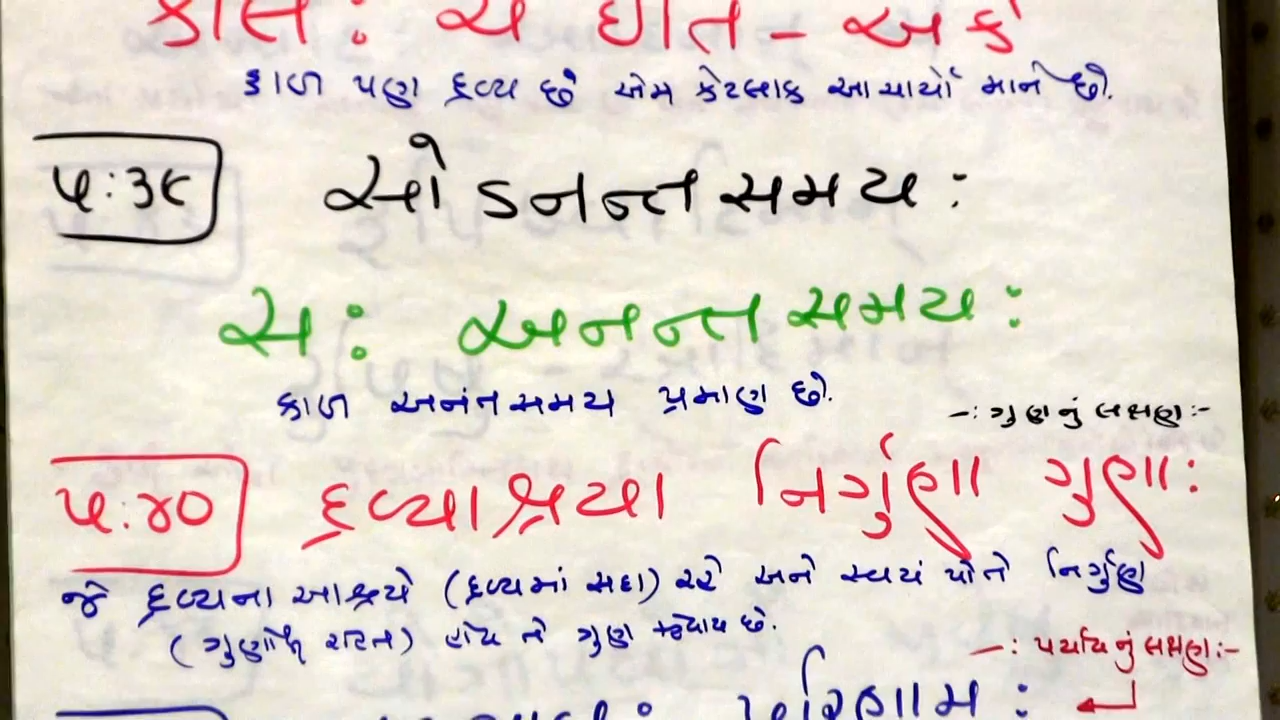 કાળ પણ દ્રવ્ય છે એમ કેટલાક આચાર્યો માને છે.
૫:૩૯ સોઽનન્તસમયઃ
સઃ અનન્તસમયઃ
કાળ અનંતસમય પ્રમાણ છે.
-: ગુણનું લક્ષણ :-
૫:૪૦ દ્રવ્યાશ્રયા નિર્ગુણા ગુણાઃ
જે દ્રવ્યના આશ્રયે (દ્રવ્યમાં સદા) રહે અને સ્વયં પોતે નિર્ગુણ
(ગુણોથી રહિત) હોય તે ગુણ કહેવાય છે.
-: પર્યાયનું લક્ષણ :-
પરિણામ :